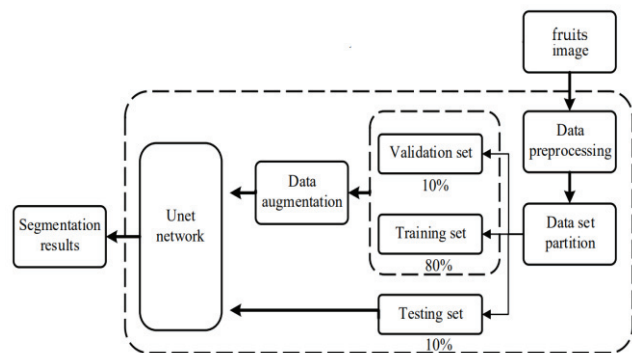 fruits
image
Data
preprocessing
Data set
partition
Validation set
10%
Training set
80%
Testing set
10%
Data
augmentation
Unet
network
Segmentation
results